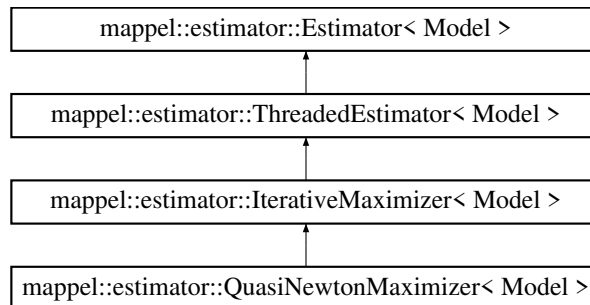 mappel::estimator::Estimator< Model >
mappel::estimator::ThreadedEstimator< Model >
mappel::estimator::IterativeMaximizer< Model >
mappel::estimator::QuasiNewtonMaximizer< Model >